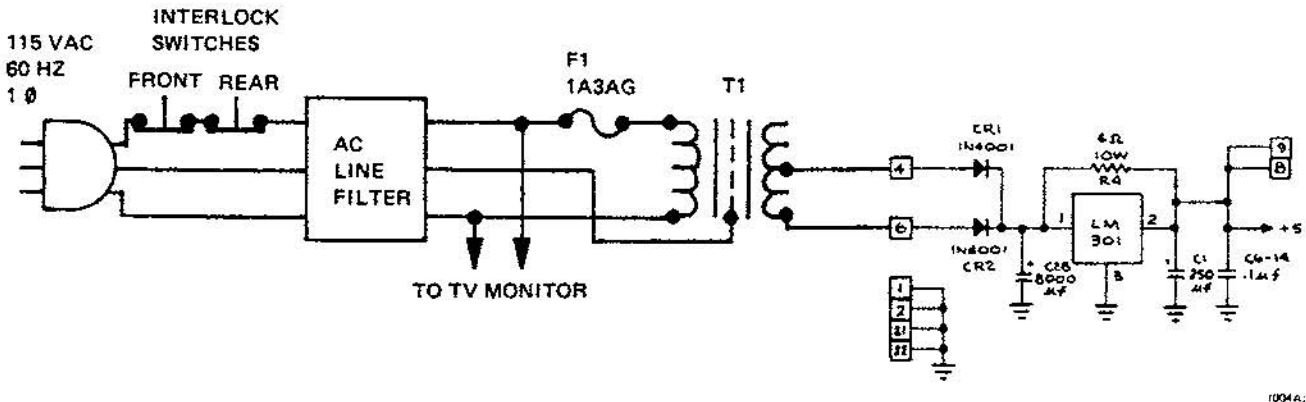 INTERLOCK
SWITCHES
115 VAC
60 HZ
1 Ø
FRONT REAR
AC
LINE
FILTER
F1
1A3AG
T1
TO TV MONITOR
4
6
CR1
1N4001
1N4001
CR2
6Ω
10W
R4
1
2
3
LM
301
C28
8000
µf
C1
250
µf
C6-14
.1µf
9
8
+5
1
2
21
22